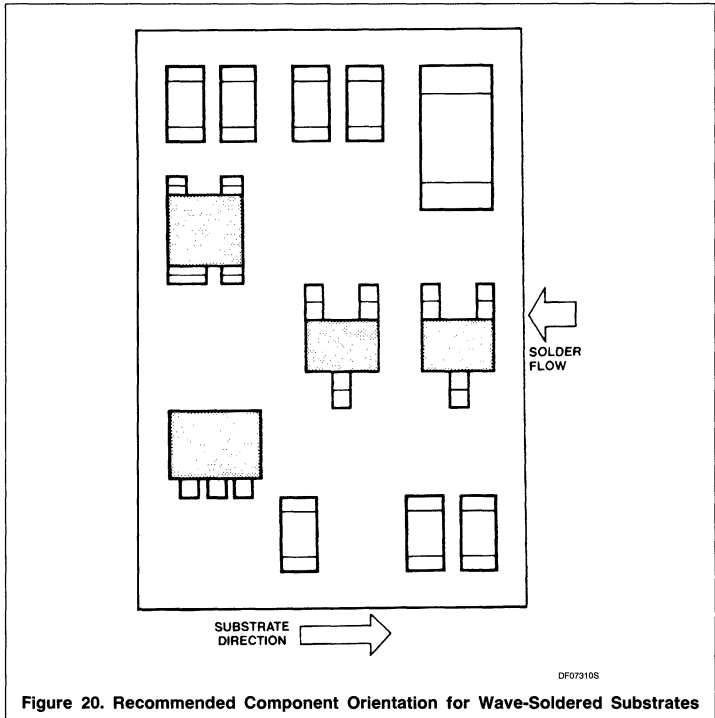 SOLDER
FLOW
SUBSTRATE
DIRECTION
DF07310S
Figure 20. Recommended Component Orientation for Wave-Soldered Substrates